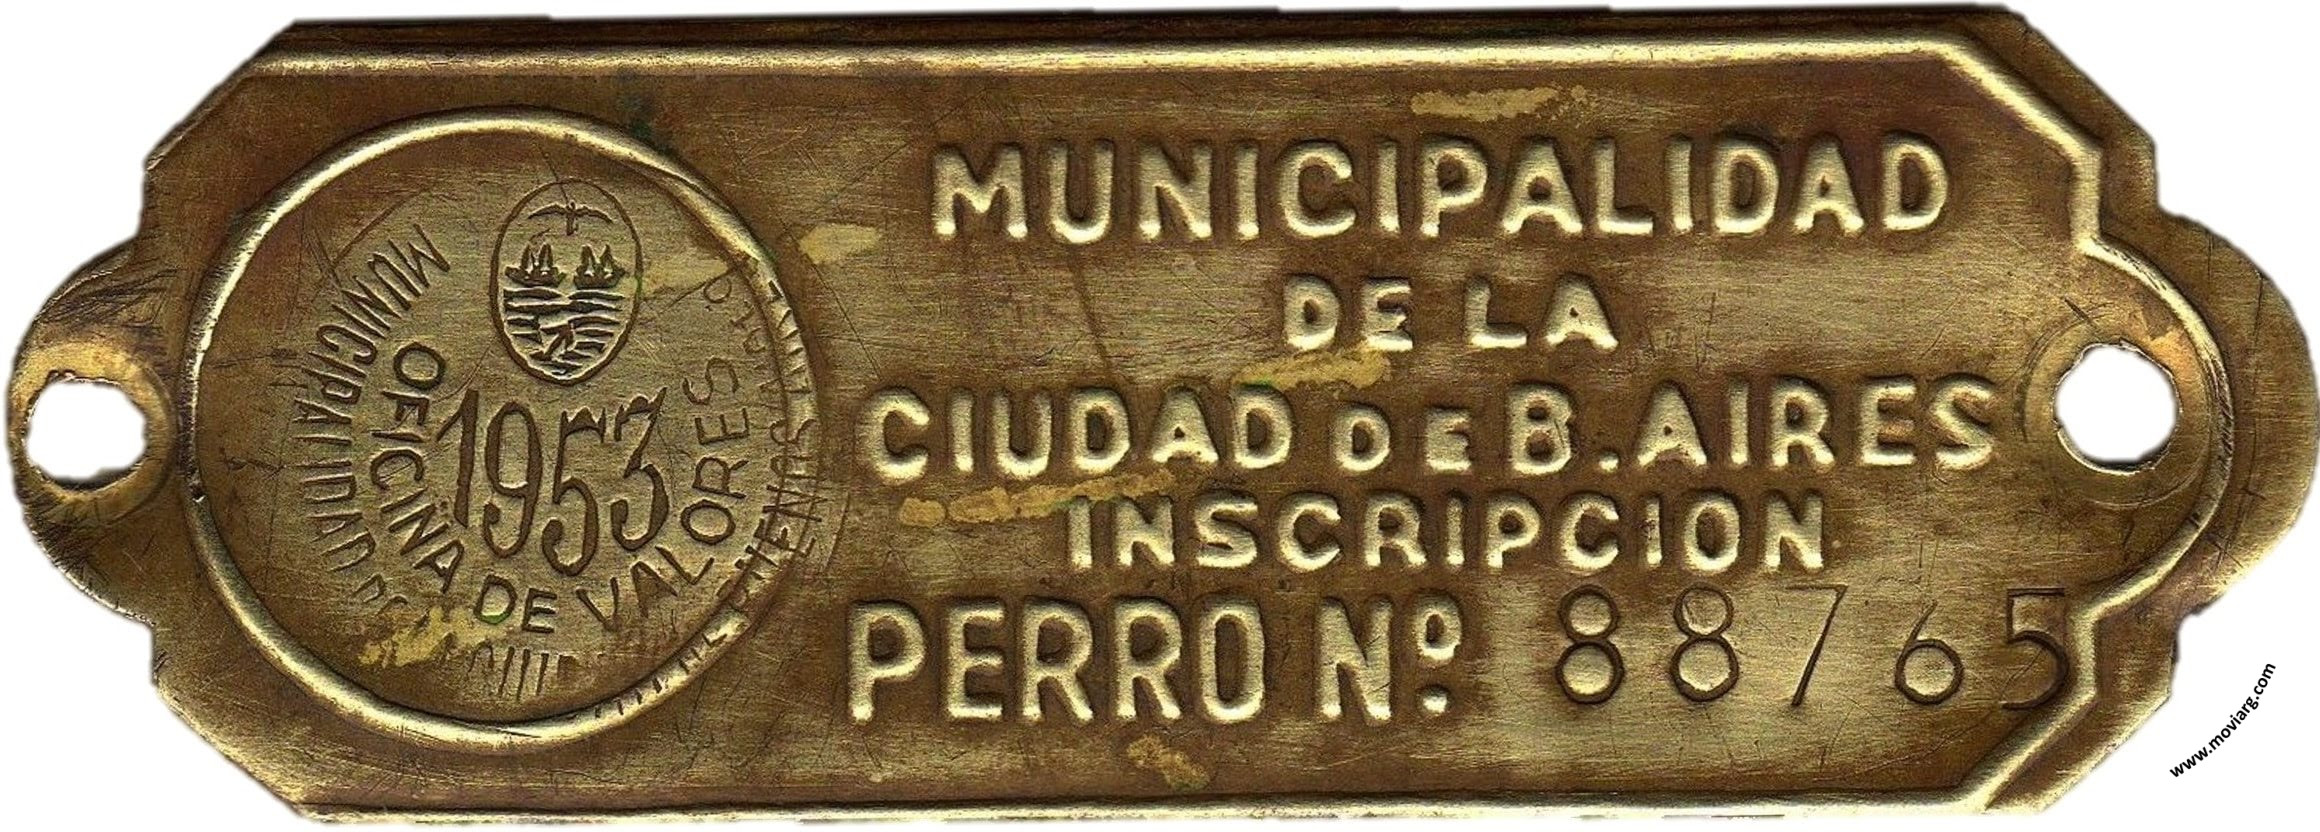 MUNICIPALIDAD
OFICINA DE VALORES
1953
MUNICIPALIDAD
DE LA
CIUDAD DE B. AIRES
INSCRIPCION
PERRO Nº 88765
www.moviarg.com